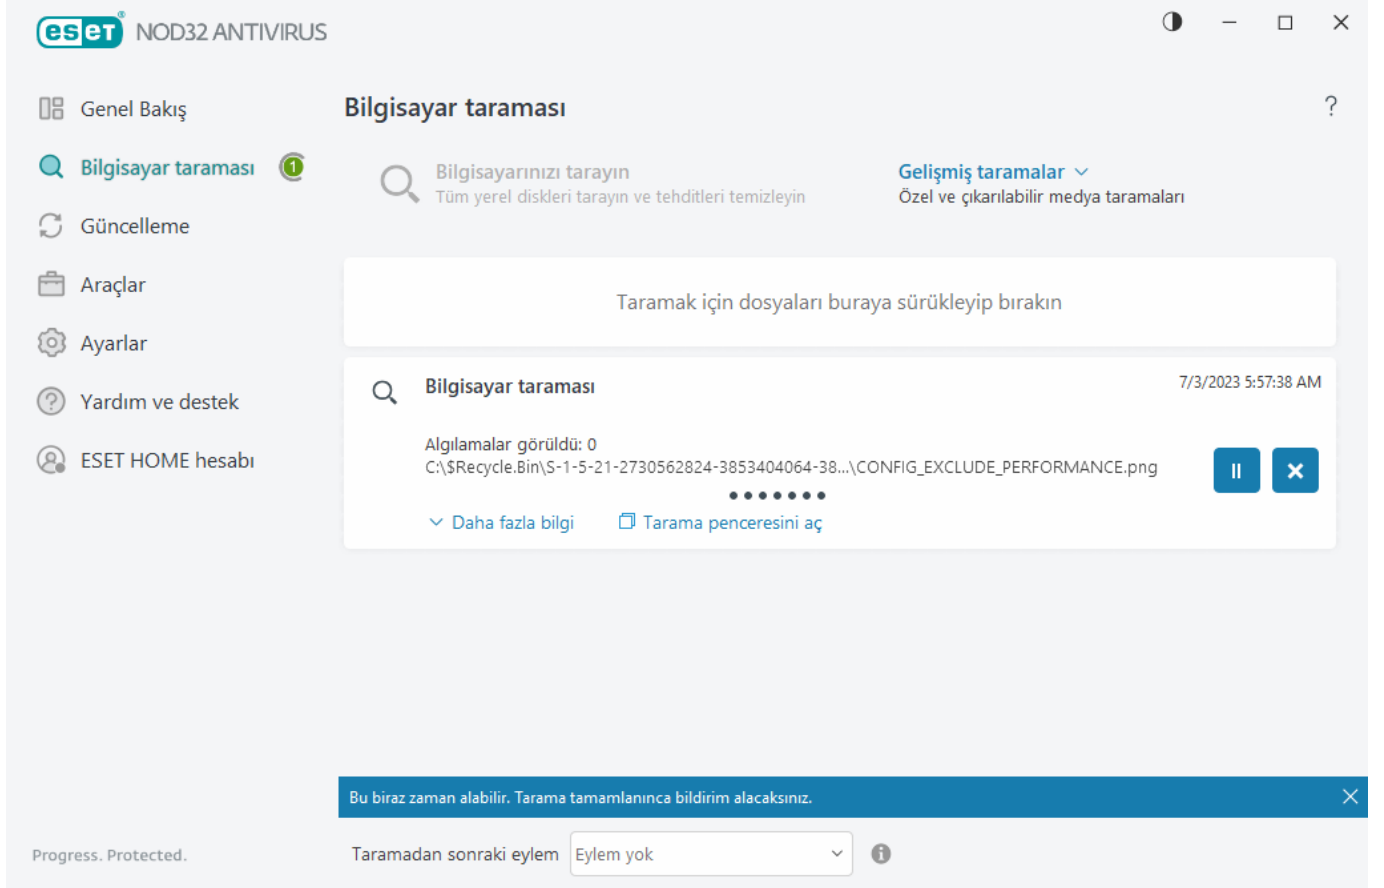 eset NOD32 ANTIVIRUS
Genel Bakış
Bilgisayar taraması 1
Güncelleme
Araçlar
Ayarlar
Yardım ve destek
ESET HOME hesabı
Progress. Protected.
Bilgisayar taraması ?
Bilgisayarınızı tarayın
Tüm yerel diskleri tarayın ve tehditleri temizleyin
Gelişmiş taramalar
Özel ve çıkarılabilir medya taramaları
Taramak için dosyaları buraya sürükleyip bırakın
Bilgisayar taraması 7/3/2023 5:57:38 AM
Algılamalar görüldü: 0
C:\$Recycle.Bin\S-1-5-21-2730562824-3853404064-38...\CONFIG_EXCLUDE_PERFORMANCE.png
Daha fazla bilgi Tarama penceresini aç
Bu biraz zaman alabilir. Tarama tamamlanınca bildirim alacaksınız.
Taramadan sonraki eylem Eylem yok